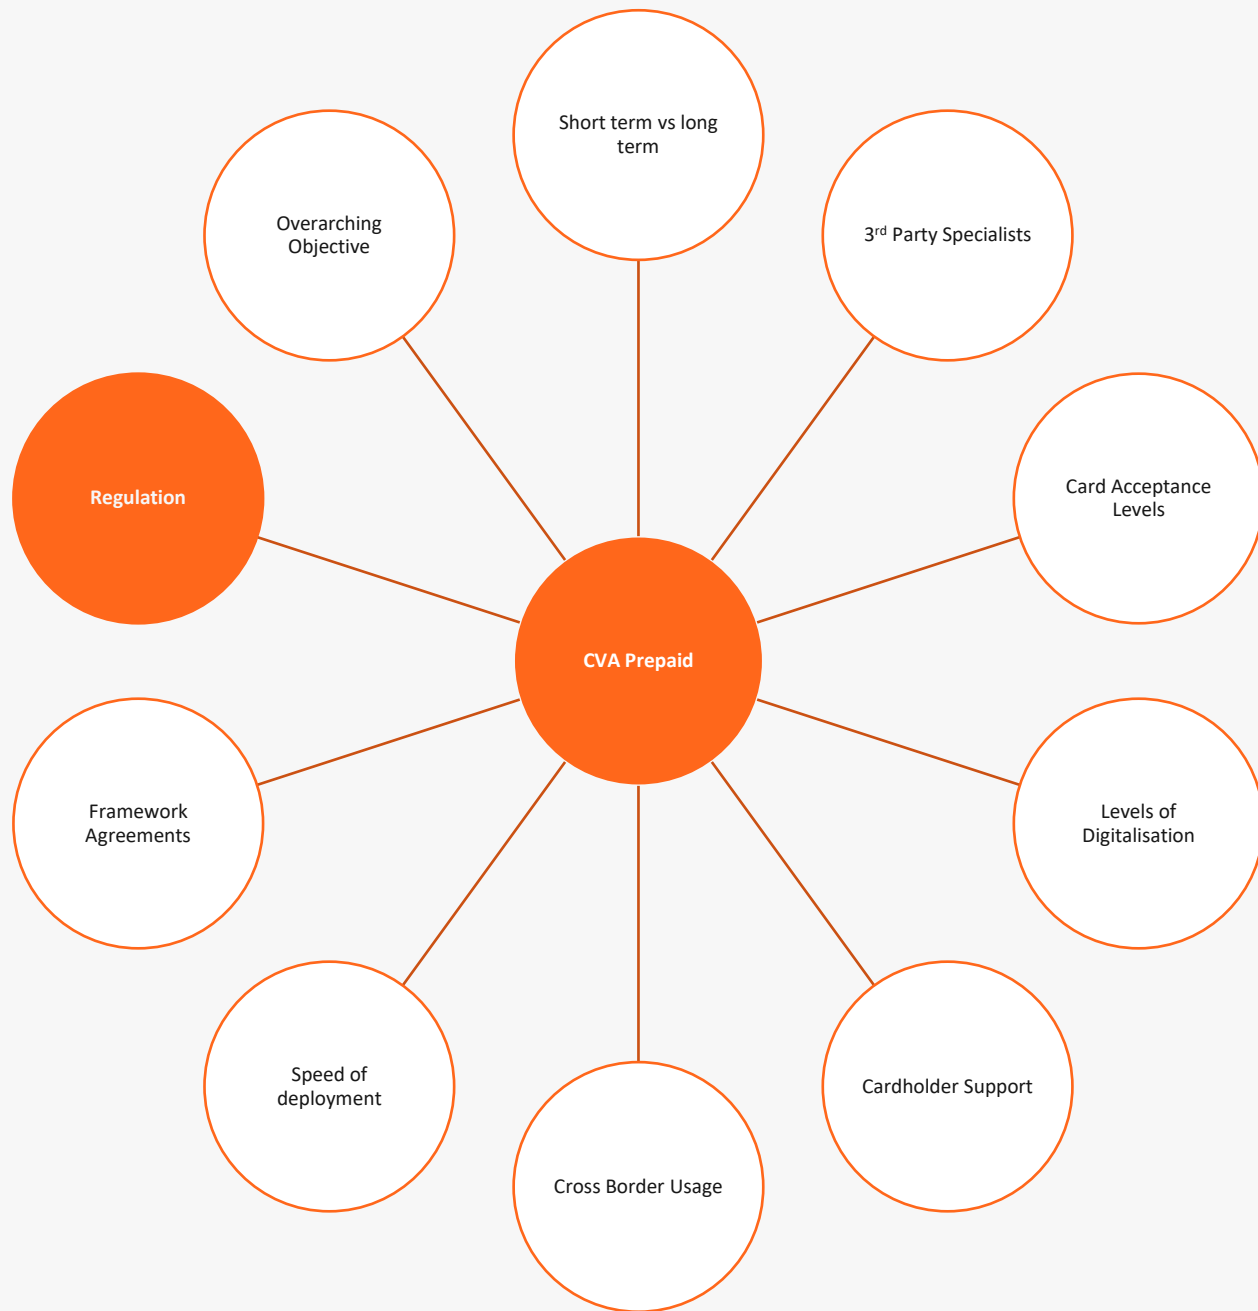 Short term vs long
term
Overarching
Objective
3rd Party Specialists
Regulation
Card Acceptance
Levels
CVA Prepaid
Framework
Agreements
Levels of
Digitalisation
Speed of
deployment
Cardholder Support
Cross Border Usage